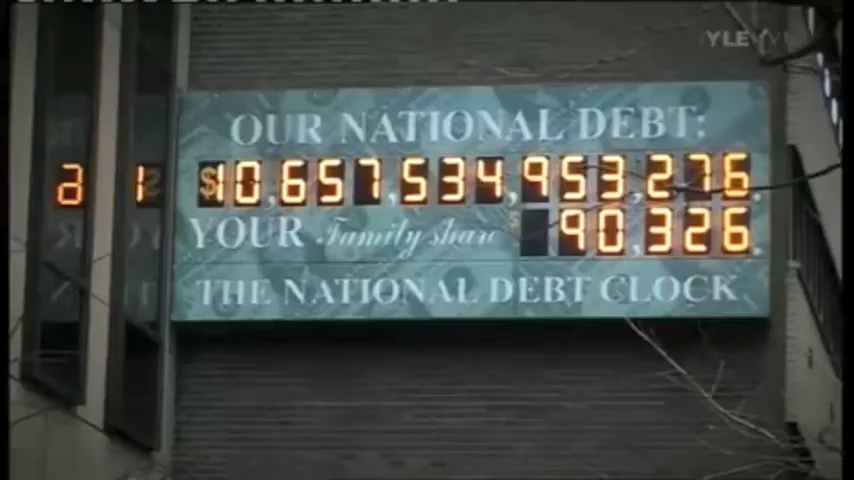 YLE
OUR NATIONAL DEBT:
$10,657,534,953,276.
YOUR Family share $90,326.
THE NATIONAL DEBT CLOCK